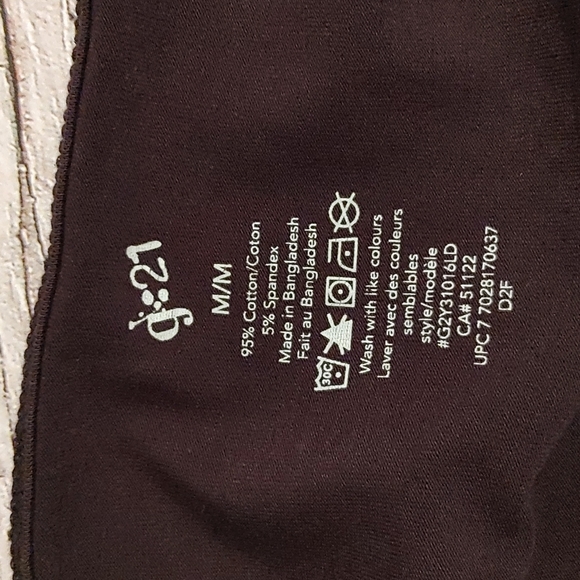 g:21
M/M
95% Cotton/Coton
5% Spandex
Made in Bangladesh
Fait au Bangladesh
30C
Wash with like colours
Laver avec des couleurs
semblables
style/modèle
#G2Y31016LD
CA# 51122
UPC 7 7028170637
D2F